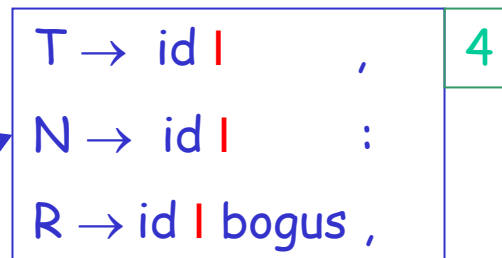 T → id l , 4
N → id l :
R → id l bogus ,